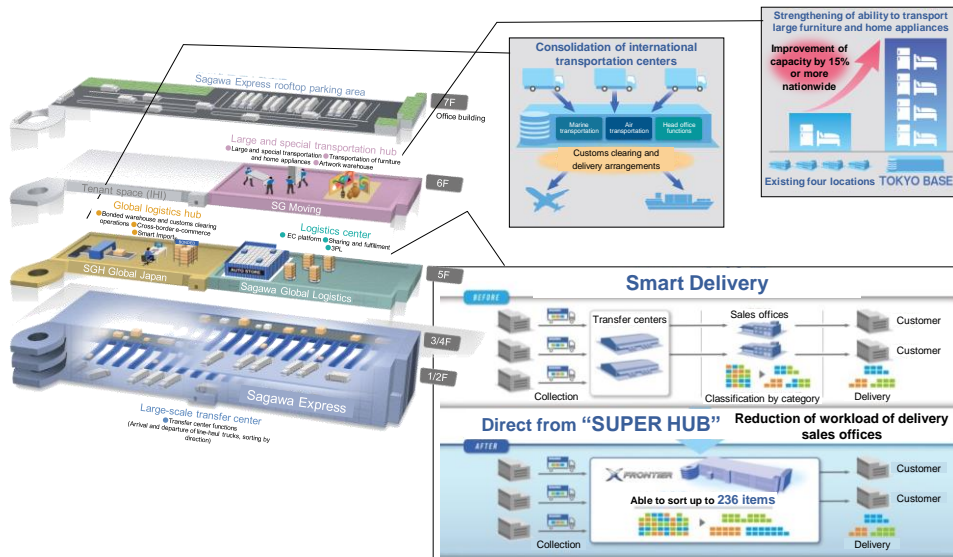 Sagawa Express rooftop parking area
7F
Office building
Large and special transportation hub
●Large and special transportation ●Transportation of furniture
and home appliances ●Artwork warehouse
6F
Tenant space (IHI)
SG Moving
Global logistics hub
●Bonded warehouse and customs clearing
operations ●Cross-border e-commerce
●Smart Import
Logistics center
●EC platform ●Sharing and fulfilment
●3PL
AUTO STORE
5F
SGH Global Japan
Sagawa Global Logistics
3/4F
1/2F
Sagawa Express
Large-scale transfer center
●Transfer center functions
(Arrival and departure of line-haul trucks, sorting by
direction)
Consolidation of international
transportation centers
Marine
transportation
Air
transportation
Head office
functions
Customs clearing and
delivery arrangements
Strengthening of ability to transport
large furniture and home appliances
Improvement of
capacity by 15%
or more
nationwide
Existing four locations
TOKYO BASE
Smart Delivery
BEFORE
Transfer centers
Sales offices
Customer
Customer
Collection
Classification by category
Delivery
Direct from “SUPER HUB”
Reduction of workload of delivery
sales offices
AFTER
X FRONTIER
Able to sort up to 236 items
Customer
Customer
Collection
Delivery